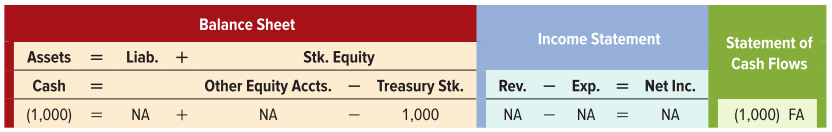 Balance Sheet
Income Statement
Statement of
Cash Flows
Assets = Liab. + Stk. Equity
Cash = Other Equity Accts. − Treasury Stk. Rev. − Exp. = Net Inc.
(1,000) = NA + NA − 1,000 NA − NA = NA (1,000) FA